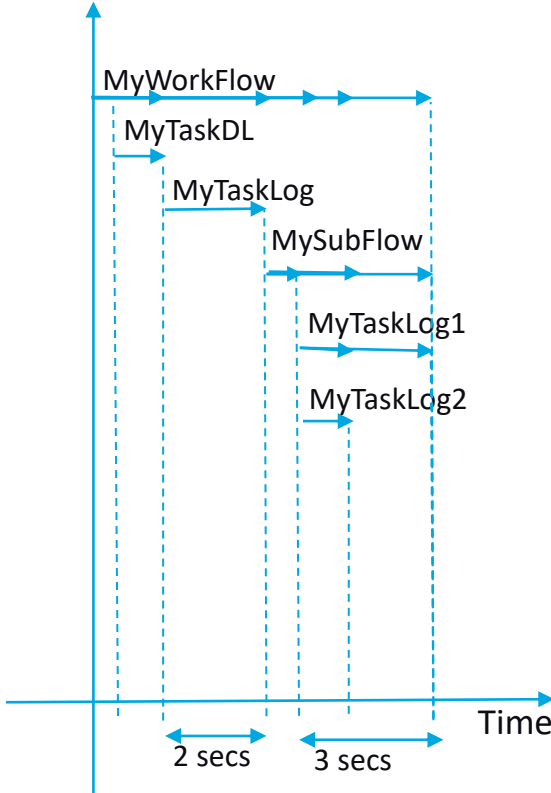 MyWorkFlow
MyTaskDL
MyTaskLog
MySubFlow
MyTaskLog1
MyTaskLog2
Time
2 secs
3 secs